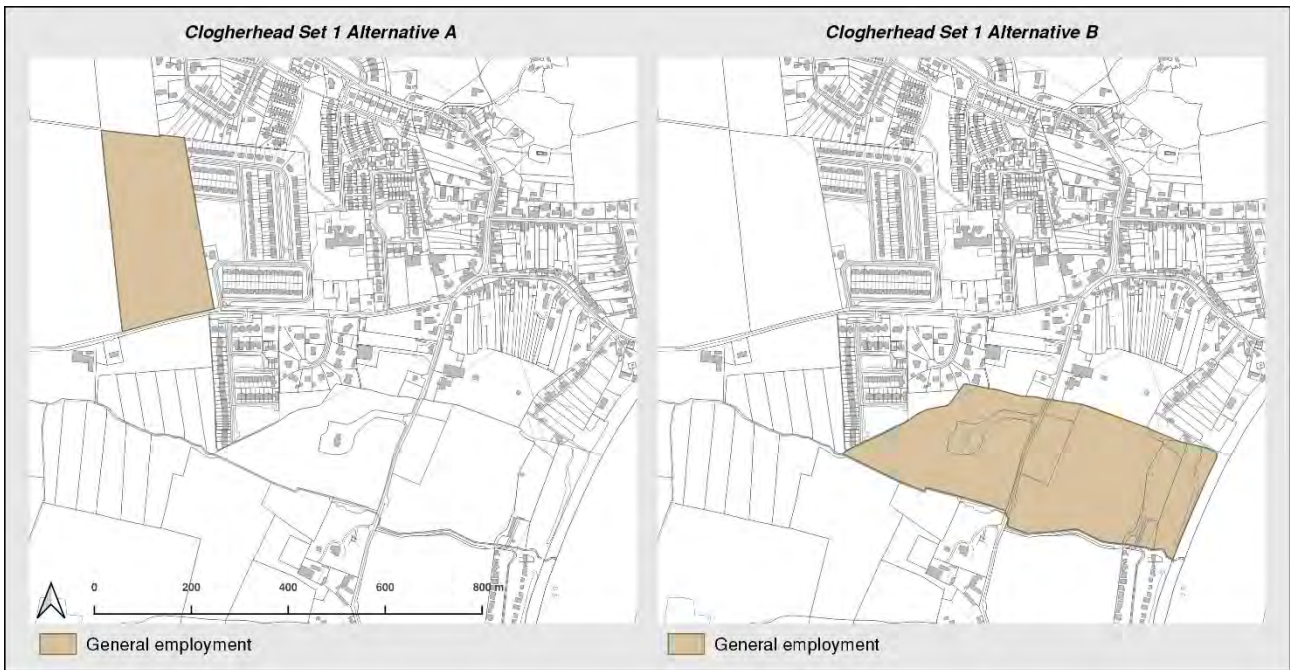 Clogherhead Set 1 Alternative A
Clogherhead Set 1 Alternative B
0 200 400 600 800 m
General employment
General employment